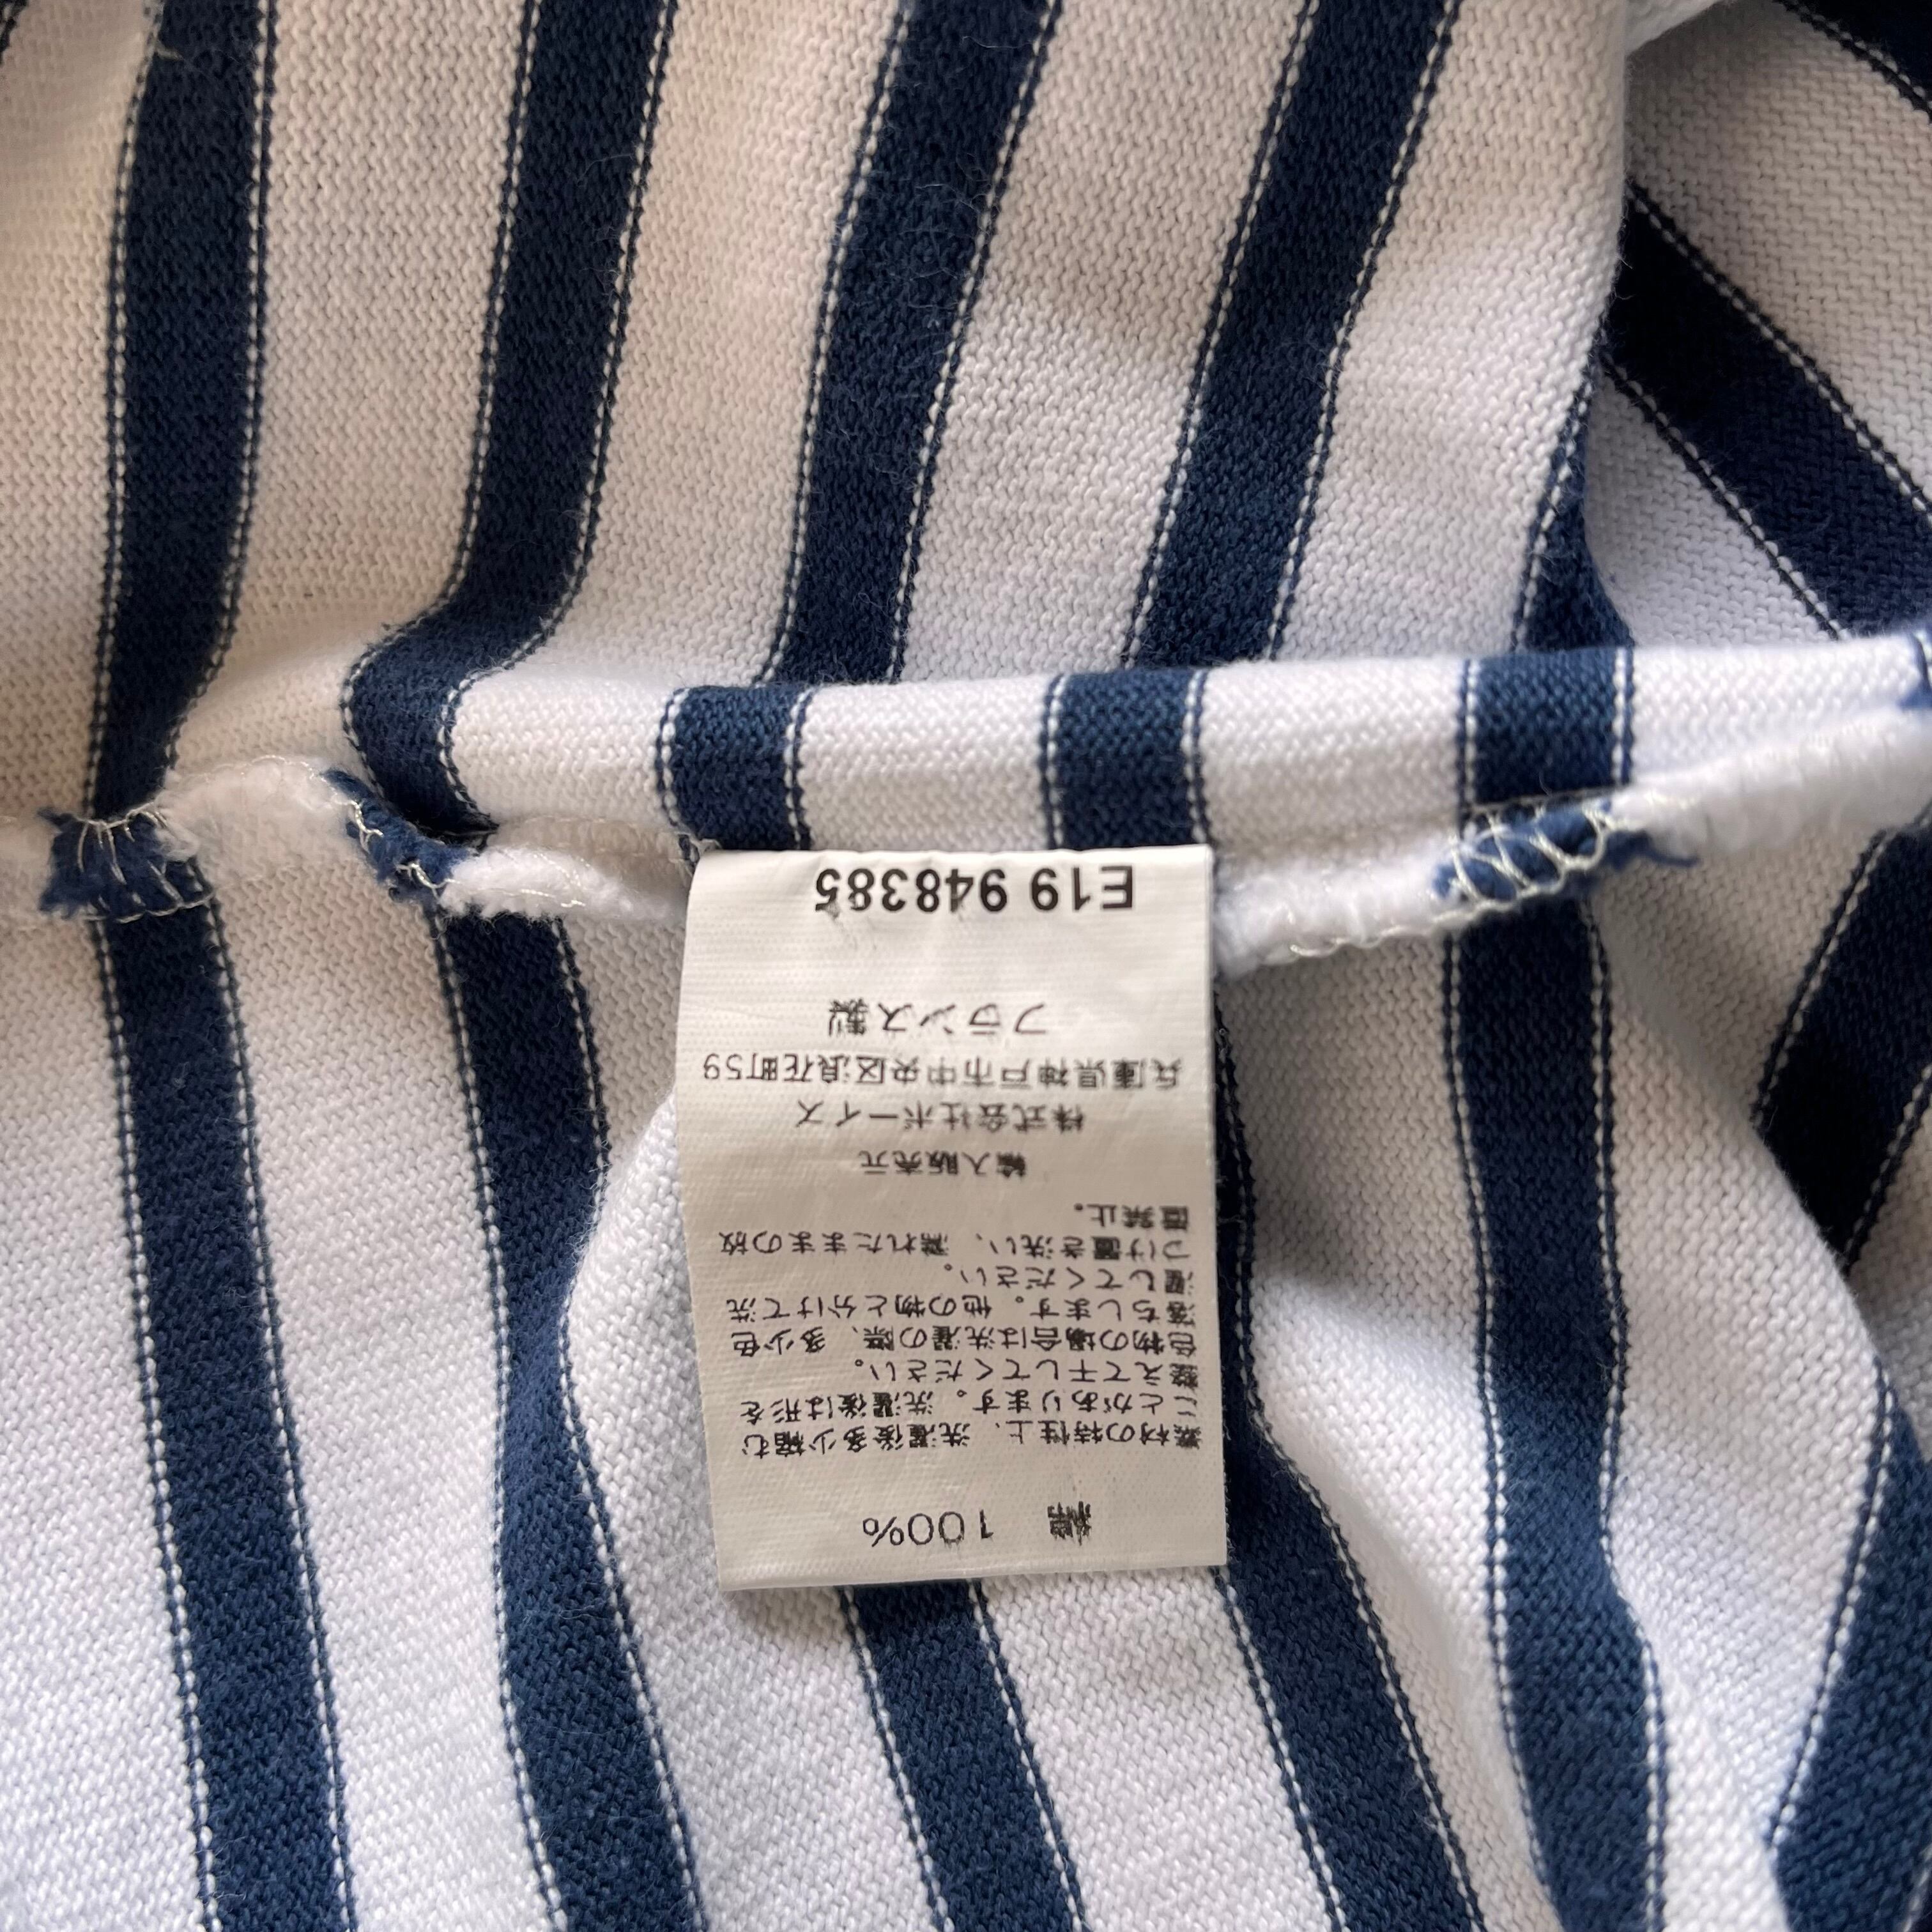 綿 100%
素材の特性上、洗濯後多少縮む
ことがあります。洗濯後は形を
整えて干してください。
色物の場合は洗濯の際、多少色
落ちします。他の物と分けて洗
濯してください。
つけ置き洗い、濡れたままの放
置禁止。
輸入販売元
株式会社ボーイズ
兵庫県神戸市中央区浪花町59
フランス製
E19 948385